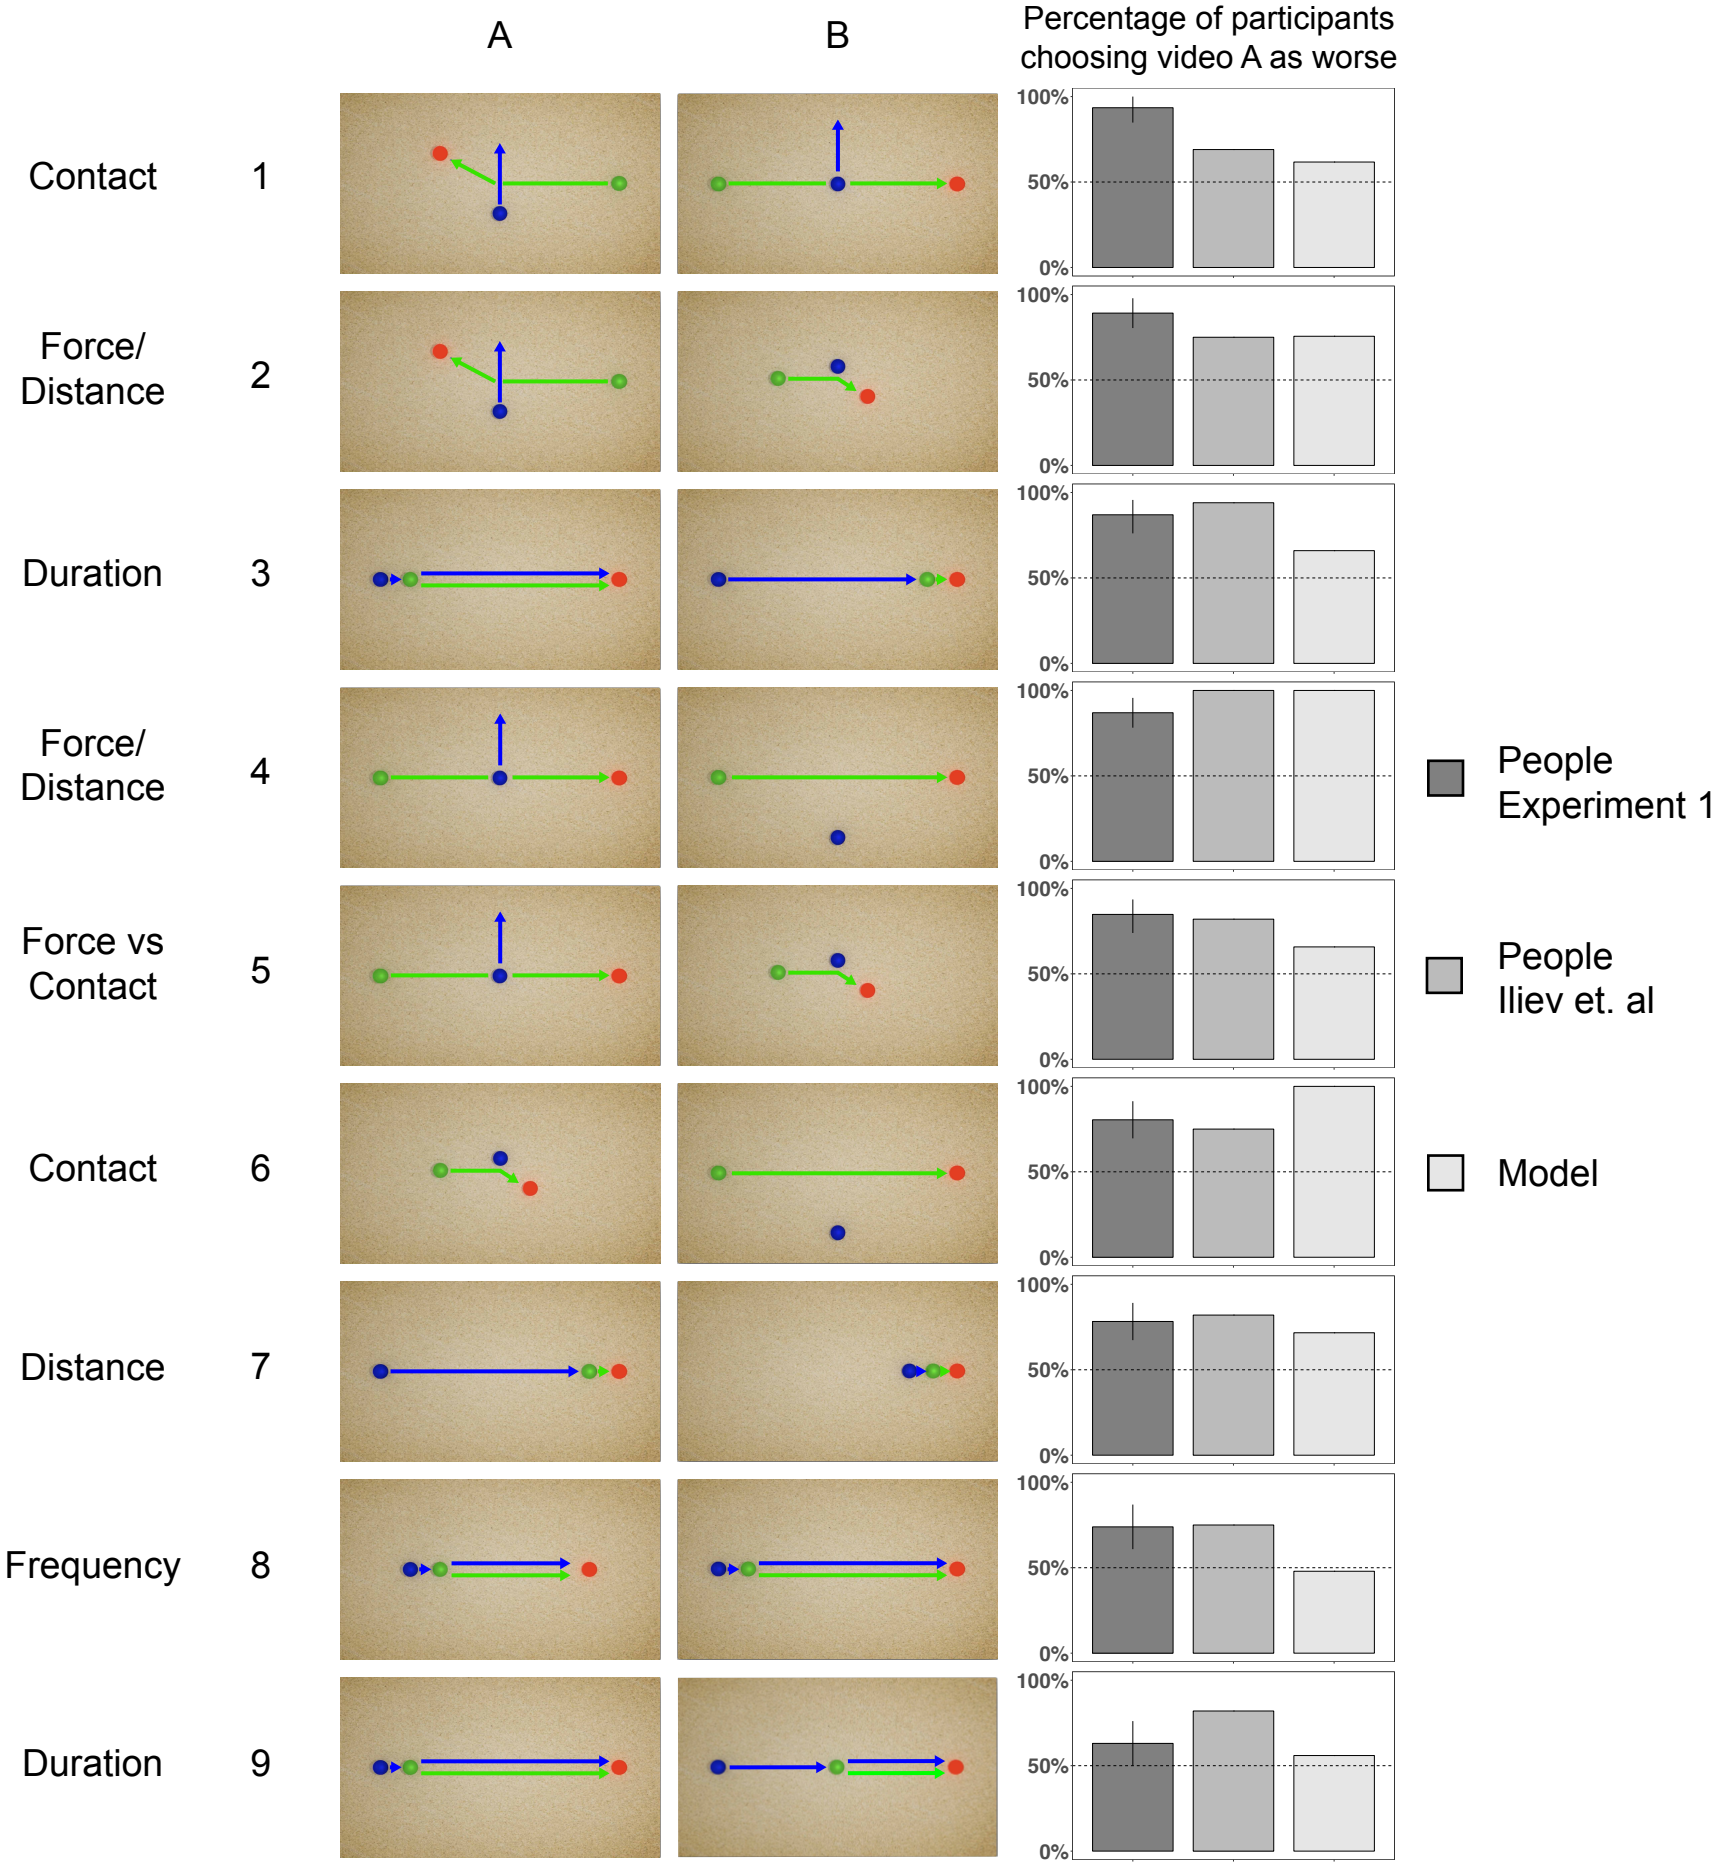 A
B
Percentage of participants
choosing video A as worse
Contact
1
100%
50%
0%
Force/
Distance
2
100%
50%
0%
Duration
3
100%
50%
0%
Force/
Distance
4
100%
50%
0%
People
Experiment 1
Force vs
Contact
5
100%
50%
0%
People
Iliev et. al
Contact
6
100%
50%
0%
Model
Distance
7
100%
50%
0%
Frequency
8
100%
50%
0%
Duration
9
100%
50%
0%